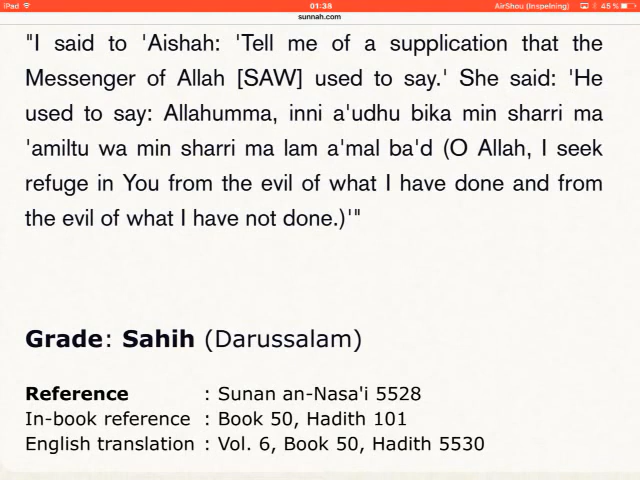 iPad 01:38 AirShou (Inspelning) 45 %
sunnah.com
"I said to 'Aishah: 'Tell me of a supplication that the
Messenger of Allah [SAW] used to say.' She said: 'He
used to say: Allahumma, inni a'udhu bika min sharri ma
'amiltu wa min sharri ma lam a'mal ba'd (O Allah, I seek
refuge in You from the evil of what I have done and from
the evil of what I have not done.)'"
Grade: Sahih (Darussalam)
Reference : Sunan an-Nasa'i 5528
In-book reference : Book 50, Hadith 101
English translation : Vol. 6, Book 50, Hadith 5530